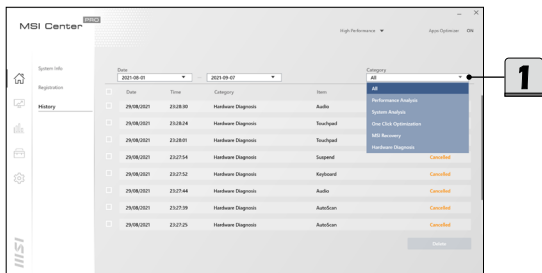 MSI Center PRO
High Performance ▼ Apps Optimizer ON
System Info
Registration
History
Date
2021-08-01 ▼ — 2021-09-07 ▼
Category
All ▼
All
Performance Analysis
System Analysis
One Click Optimization
MSI Recovery
Hardware Diagnosis
Date Time Category Item
29/08/2021 23:28:30 Hardware Diagnosis Audio
29/08/2021 23:28:24 Hardware Diagnosis Touchpad
29/08/2021 23:28:01 Hardware Diagnosis Touchpad
29/08/2021 23:27:54 Hardware Diagnosis Suspend Cancelled
29/08/2021 23:27:52 Hardware Diagnosis Keyboard Cancelled
29/08/2021 23:27:44 Hardware Diagnosis Audio Cancelled
29/08/2021 23:27:39 Hardware Diagnosis AutoScan Cancelled
29/08/2021 23:27:25 Hardware Diagnosis AutoScan Cancelled
Delete
msi
1